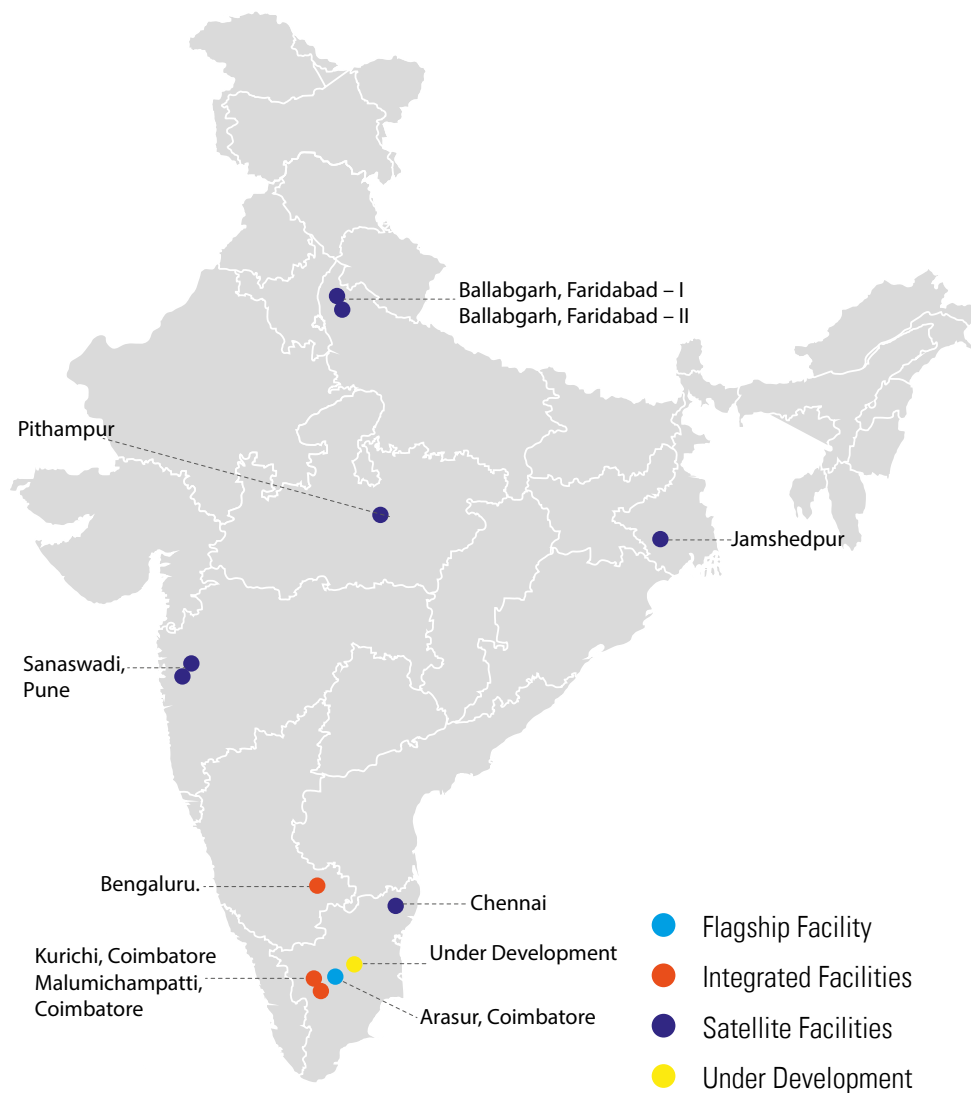 Ballabgarh, Faridabad – I
Ballabgarh, Faridabad – II
Pithampur
Jamshedpur
Sanaswadi,
Pune
Bengaluru.
Chennai
Kurichi, Coimbatore
Malumichampatti,
Coimbatore
Under Development
Arasur, Coimbatore
Flagship Facility
Integrated Facilities
Satellite Facilities
Under Development